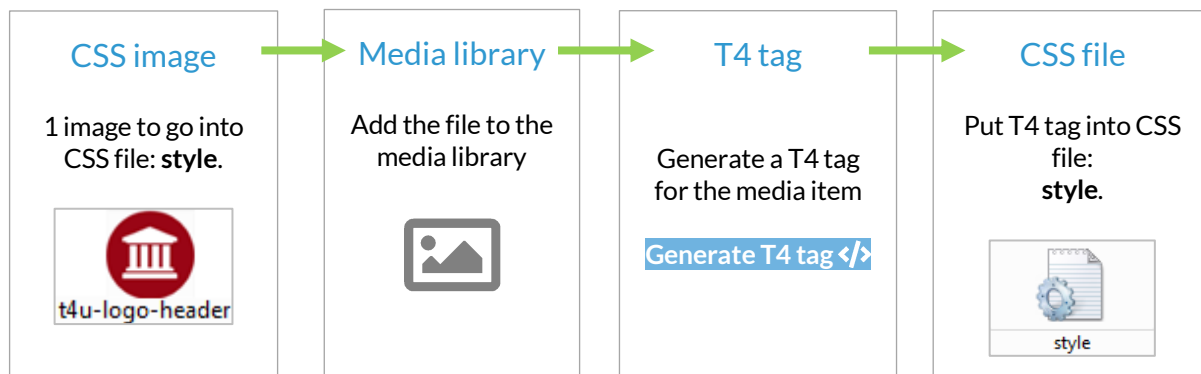 CSS image
1 image to go into
CSS file: style.
t4u-logo-header
Media library
Add the file to the
media library
T4 tag
Generate a T4 tag
for the media item
Generate T4 tag </>
CSS file
Put T4 tag into CSS
file:
style.
style